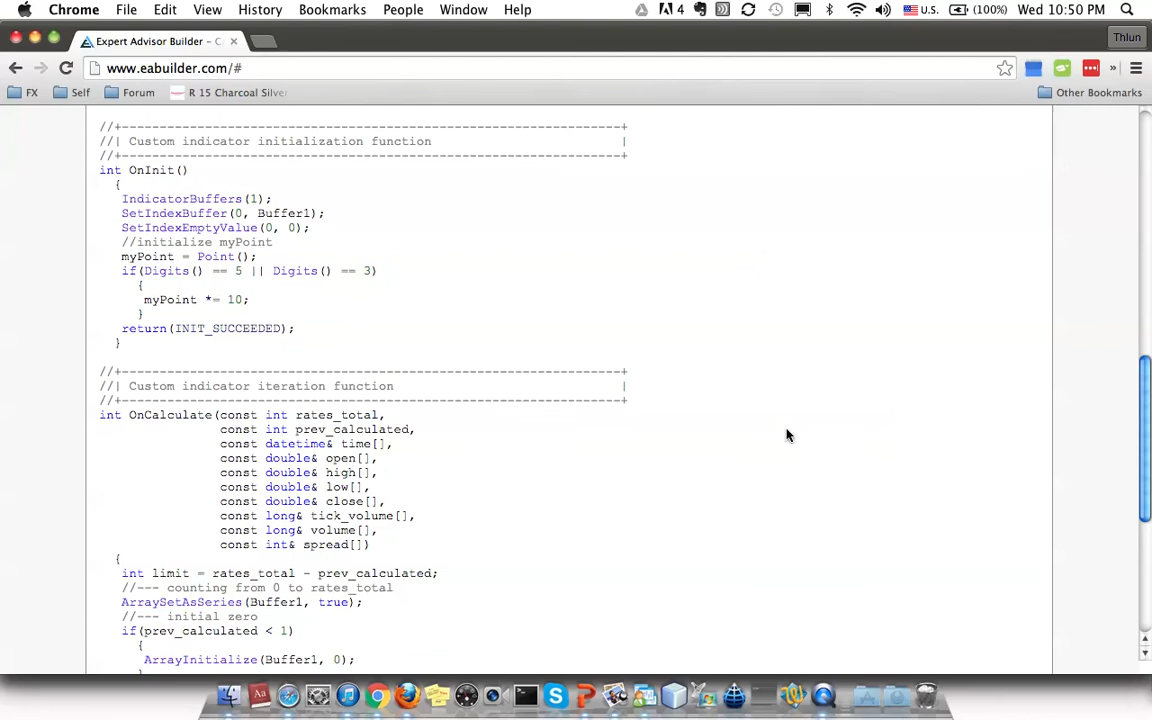 Chrome File Edit View History Bookmarks People Window Help 4 U.S. (100%) Wed 10:50 PM
Expert Advisor Builder – C Thlun
www.eabuilder.com/#
FX Self Forum R 15 Charcoal Silver » Other Bookmarks
//+------------------------------------------------------------------+
//| Custom indicator initialization function |
//+------------------------------------------------------------------+
int OnInit()
{
IndicatorBuffers(1);
SetIndexBuffer(0, Buffer1);
SetIndexEmptyValue(0, 0);
//initialize myPoint
myPoint = Point();
if(Digits() == 5 || Digits() == 3)
{
myPoint *= 10;
}
return(INIT_SUCCEEDED);
}
//+------------------------------------------------------------------+
//| Custom indicator iteration function |
//+------------------------------------------------------------------+
int OnCalculate(const int rates_total,
const int prev_calculated,
const datetime& time[],
const double& open[],
const double& high[],
const double& low[],
const double& close[],
const long& tick_volume[],
const long& volume[],
const int& spread[])
{
int limit = rates_total - prev_calculated;
//--- counting from 0 to rates_total
ArraySetAsSeries(Buffer1, true);
//--- initial zero
if(prev_calculated < 1)
{
ArrayInitialize(Buffer1, 0);